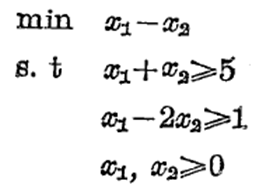 min x₁−x₂
s. t x₁+x₂⩾5
x₁−2x₂⩾1
x₁, x₂⩾0